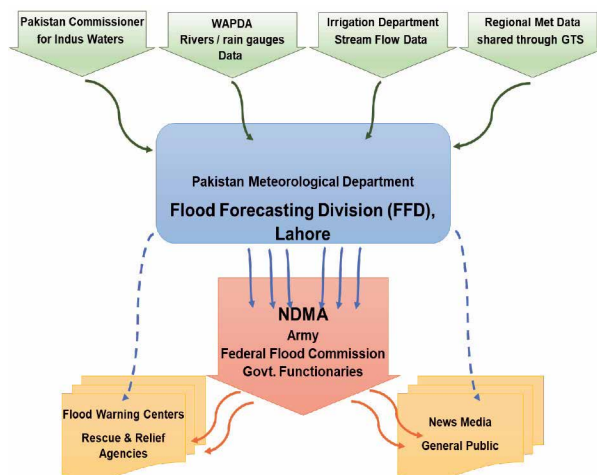 Pakistan Commissioner
for Indus Waters
WAPDA
Rivers / rain gauges
Data
Irrigation Department
Stream Flow Data
Regional Met Data
shared through GTS
Pakistan Meteorological Department
Flood Forecasting Division (FFD),
Lahore
NDMA
Army
Federal Flood Commission
Govt. Functionaries
Flood Warning Centers
Rescue & Relief
Agencies
News Media
General Public